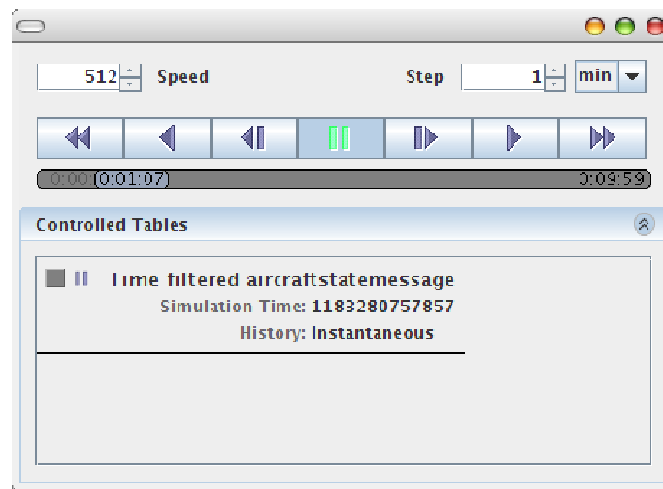 512 Speed Step 1 min
0:00 (0:01:07) 0:09:59
Controlled Tables
Time filtered aircraftstatemessage
Simulation Time: 1183280757857
History: Instantaneous